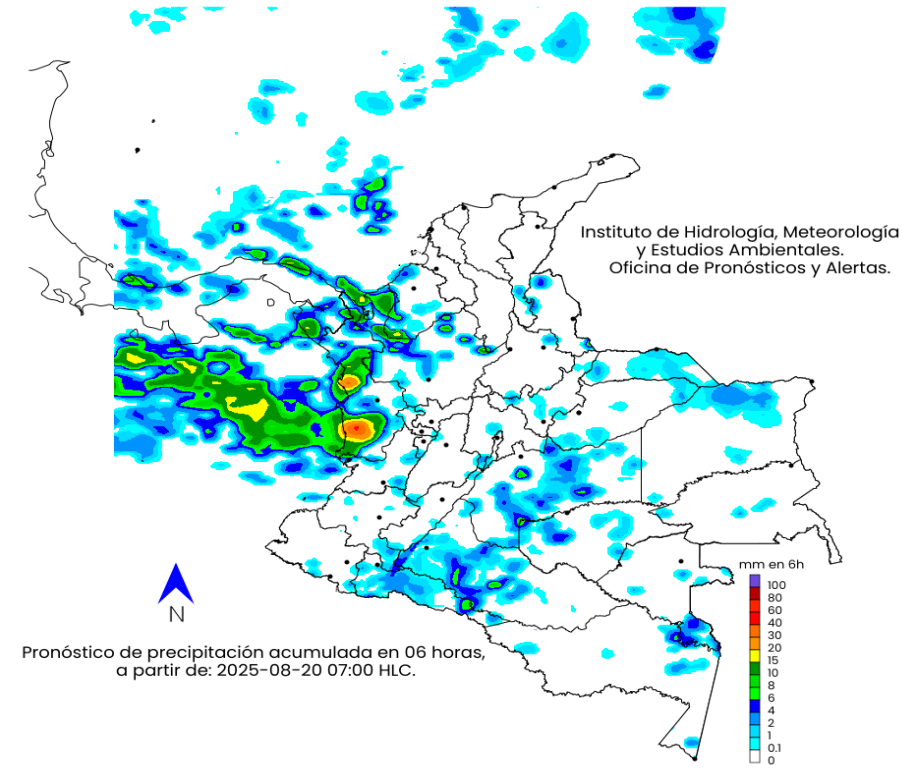 Instituto de Hidrología, Meteorología
y Estudios Ambientales.
Oficina de Pronósticos y Alertas.
N
Pronóstico de precipitación acumulada en 06 horas,
a partir de: 2025-08-20 07:00 HLC.
mm en 6h
100
80
60
40
30
20
15
10
8
6
4
2
1
0.1
0